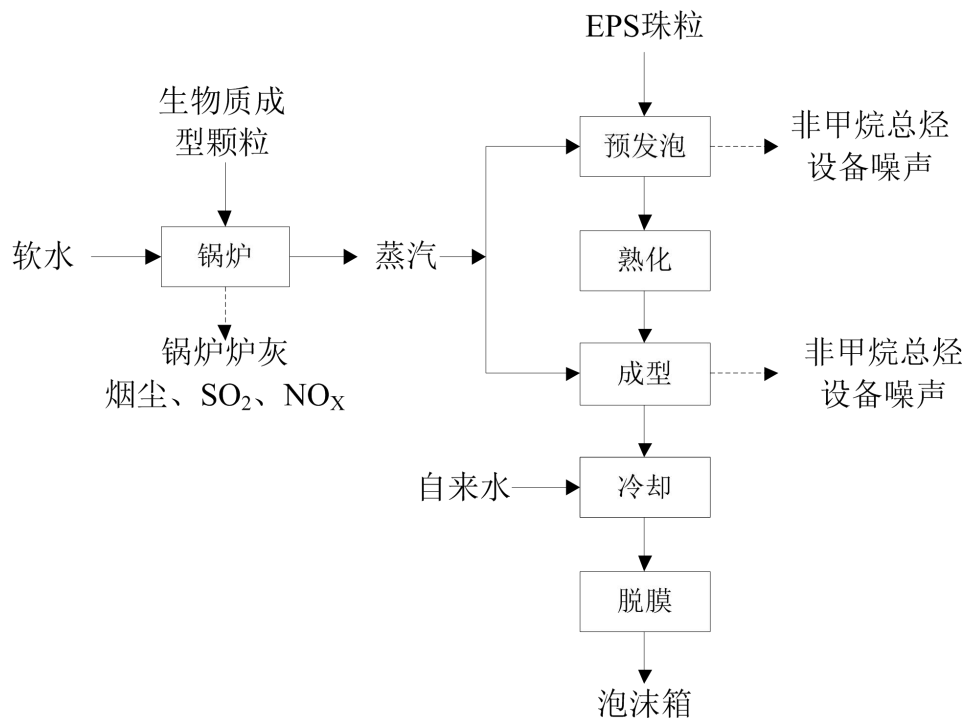 EPS珠粒
生物质成
型颗粒
预发泡
非甲烷总烃
设备噪声
软水
锅炉
蒸汽
熟化
锅炉炉灰
烟尘、SO₂、NOX
成型
非甲烷总烃
设备噪声
自来水
冷却
脱膜
泡沫箱